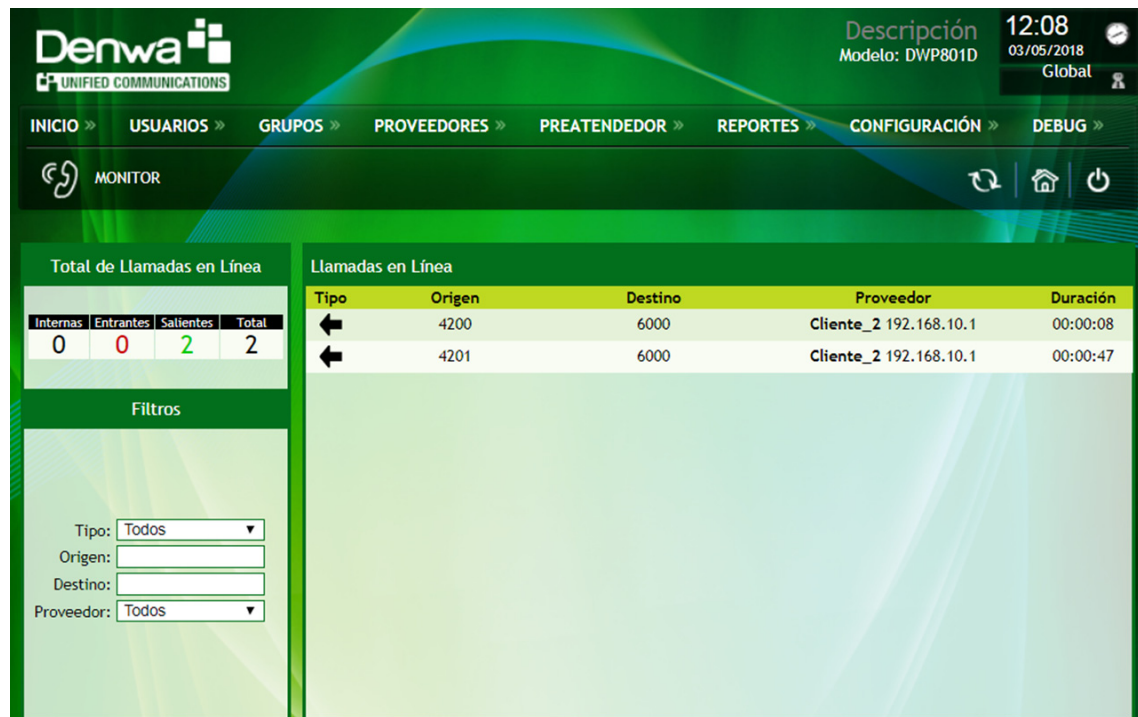 Denwa
UNIFIED COMMUNICATIONS
Descripción
Modelo: DWP801D
12:08
03/05/2018
Global
INICIO » USUARIOS » GRUPOS » PROVEEDORES » PREATENDEDOR » REPORTES » CONFIGURACIÓN » DEBUG »
MONITOR
Total de Llamadas en Línea
Internas Entrantes Salientes Total
0 0 2 2
Filtros
Tipo: Todos
Origen:
Destino:
Proveedor: Todos
Llamadas en Línea
Tipo Origen Destino Proveedor Duración
4200 6000 Cliente_2 192.168.10.1 00:00:08
4201 6000 Cliente_2 192.168.10.1 00:00:47